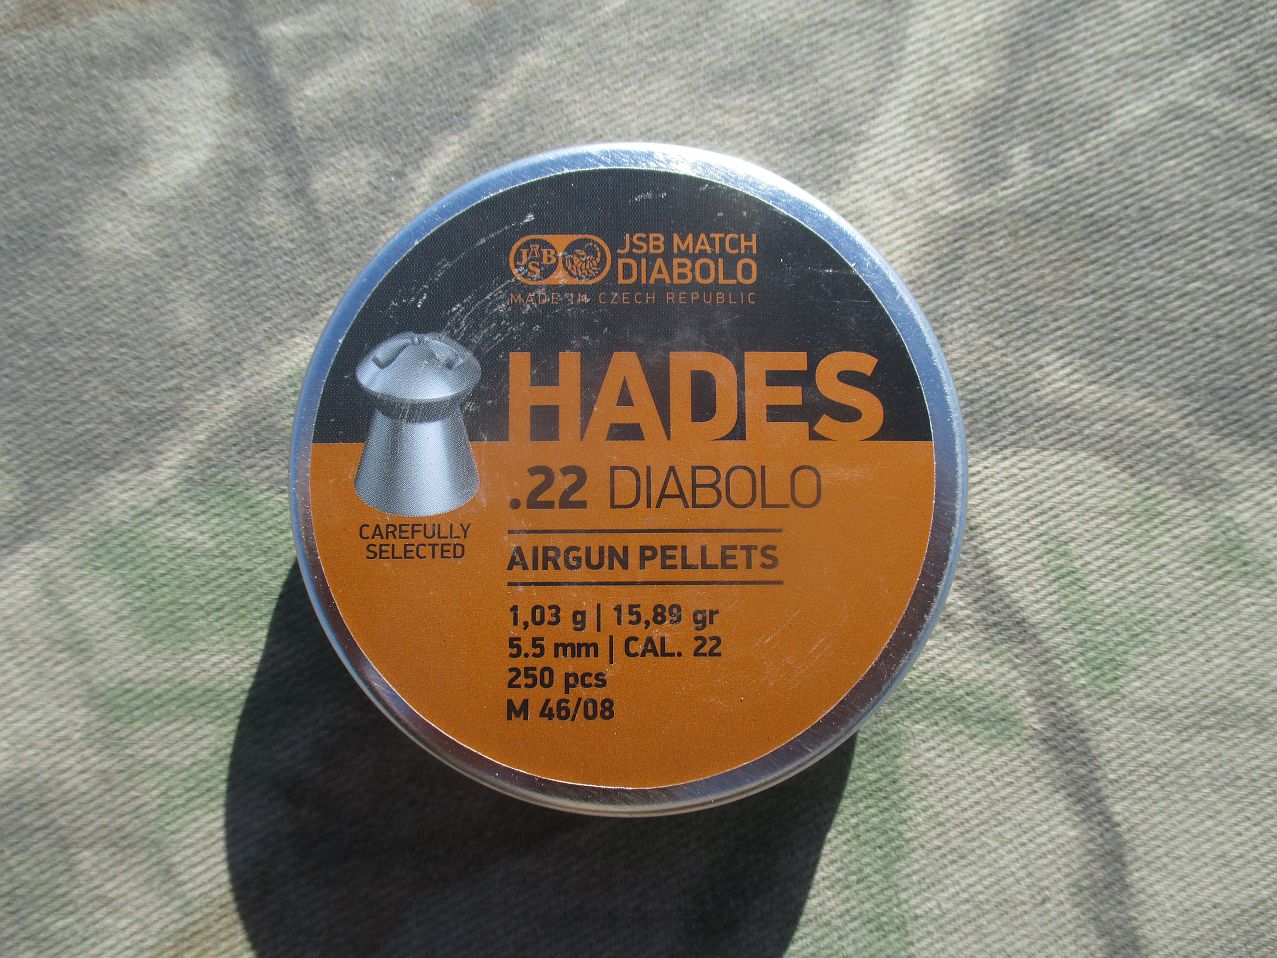 JSB
JSB MATCH
DIABOLO
MADE IN CZECH REPUBLIC
HADES
.22 DIABOLO
CAREFULLY
SELECTED
AIRGUN PELLETS
1,03 g | 15,89 gr
5.5 mm | CAL. 22
250 pcs
M 46/08